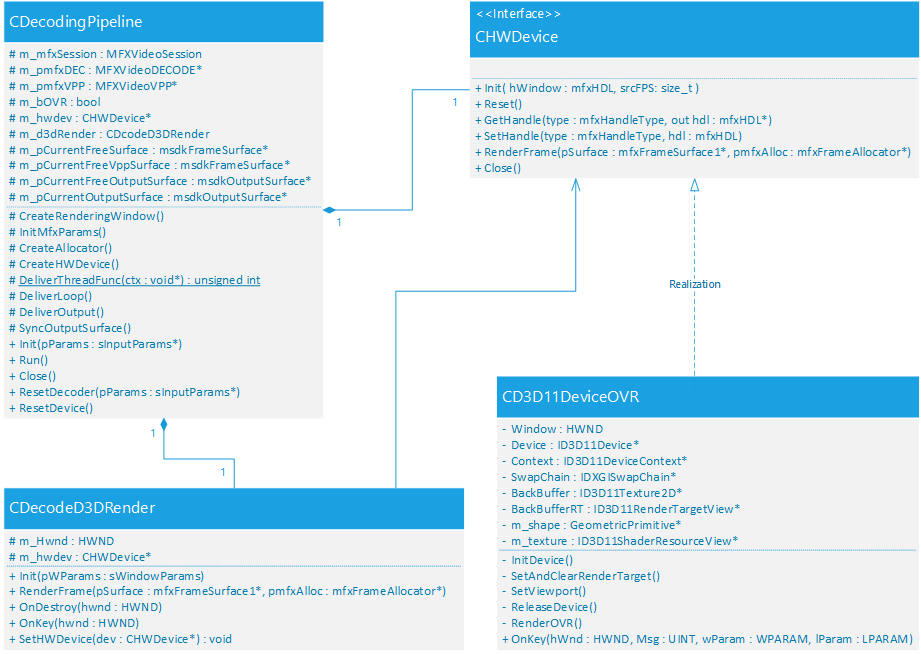 CDecodingPipeline
# m_mfxSession : MFXVideoSession
# m_pmfxDEC : MFXVideoDECODE*
# m_pmfxVPP : MFXVideoVPP*
# m_bOVR : bool
# m_hwdev : CHWDevice*
# m_d3dRender : CDcodeD3DRender
# m_pCurrentFreeSurface : msdkFrameSurface*
# m_pCurrentFreeVppSurface : msdkFrameSurface*
# m_pCurrentFreeOutputSurface : msdkOutputSurface*
# m_pCurrentOutputSurface : msdkOutputSurface*
# CreateRenderingWindow()
# InitMfxParams()
# CreateAllocator()
# CreateHWDevice()
# DeliverThreadFunc(ctx : void*) : unsigned int
# DeliverLoop()
# DeliverOutput()
# SyncOutputSurface()
+ Init(pParams : sInputParams*)
+ Run()
+ Close()
+ ResetDecoder(pParams : sInputParams*)
+ ResetDevice()
<<Interface>>
CHWDevice
+ Init( hWindow : mfxHDL, srcFPS: size_t )
+ Reset()
+ GetHandle(type : mfxHandleType, out hdl : mfxHDL*)
+ SetHandle(type : mfxHandleType, hdl : mfxHDL)
+ RenderFrame(pSurface : mfxFrameSurface1*, pmfxAlloc : mfxFrameAllocator*)
+ Close()
1
1
Realization
1
1
CDecodeD3DRender
# m_Hwnd : HWND
# m_hwdev : CHWDevice*
+ Init(pWParams : sWindowParams)
+ RenderFrame(pSurface : mfxFrameSurface1*, pmfxAlloc : mfxFrameAllocator*)
+ OnDestroy(hwnd : HWND)
+ OnKey(hwnd : HWND)
+ SetHWDevice(dev : CHWDevice*) : void
CD3D11DeviceOVR
- Window : HWND
- Device : ID3D11Device*
- Context : ID3D11DeviceContext*
- SwapChain : IDXGISwapChain*
- BackBuffer : ID3D11Texture2D*
- BackBufferRT : ID3D11RenderTargetView*
- m_shape : GeometricPrimitive*
- m_texture : ID3D11ShaderResourceView*
- InitDevice()
- SetAndClearRenderTarget()
- SetViewport()
- ReleaseDevice()
- RenderOVR()
+ OnKey(hWnd : HWND, Msg : UINT, wParam : WPARAM, lParam : LPARAM)